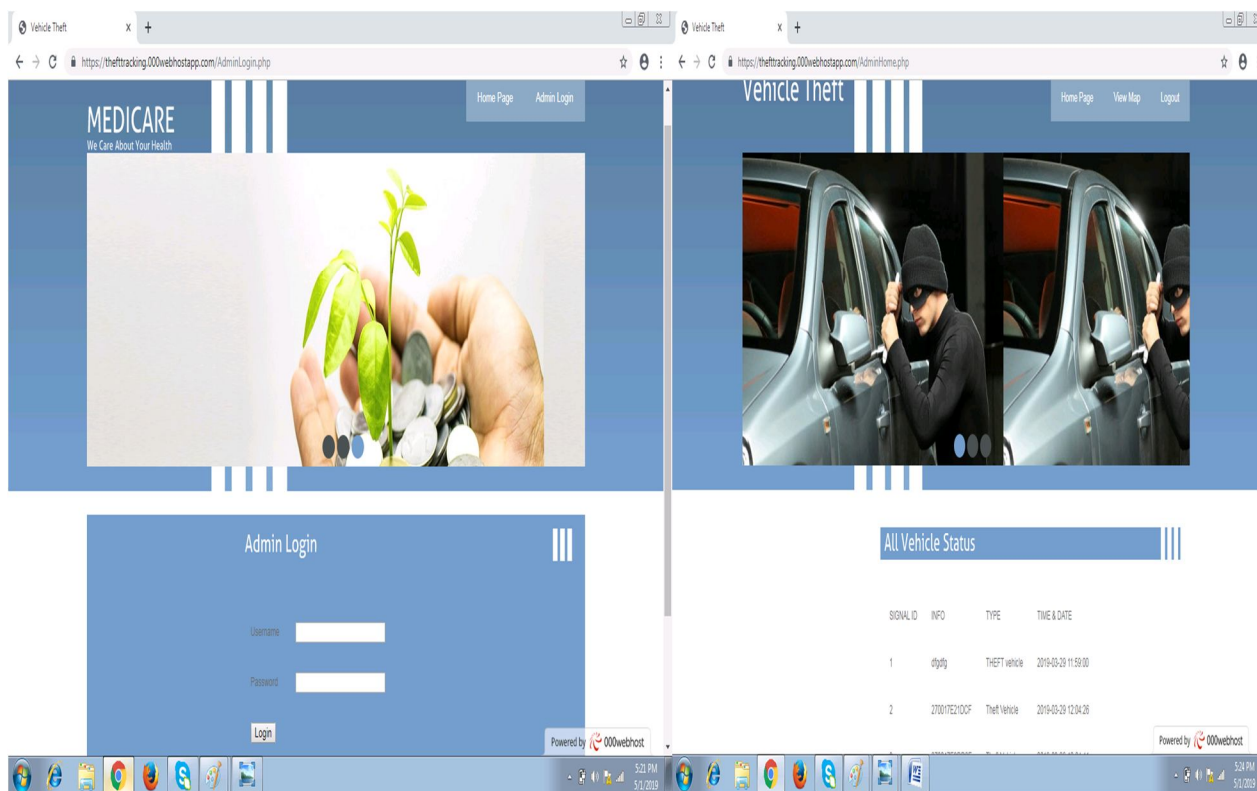 Vehicle Theft
https://thefttracking.000webhostapp.com/AdminLogin.php
Home Page Admin Login
MEDICARE
We Care About Your Health
Admin Login
Username
Password
Login
Powered by 000webhost
5:21 PM
5/1/2019
Vehicle Theft
https://thefttracking.000webhostapp.com/AdminHome.php
Vehicle Theft
Home Page View Map Logout
All Vehicle Status
SIGNAL ID INFO TYPE TIME & DATE
1 dfgdfg THEFT vehicle 2019-03-29 11:59:00
2 270017E21DCF Theft Vehicle 2019-03-29 12:04:26
Powered by 000webhost
5:24 PM
5/1/2019